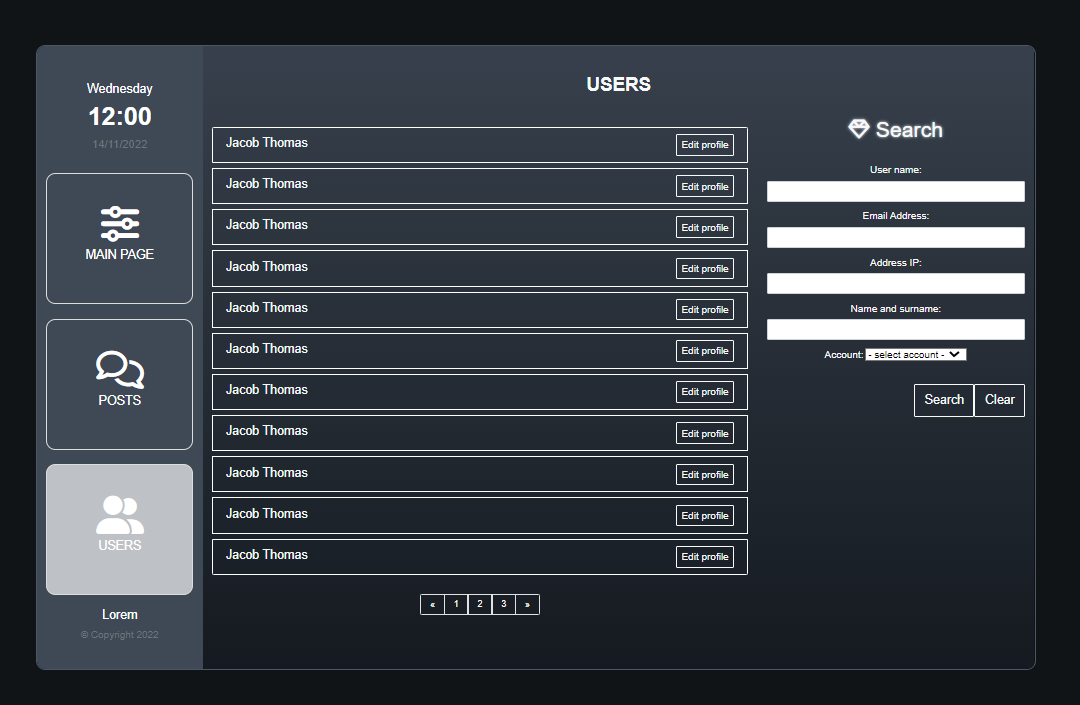 Wednesday
12:00
14/11/2022
MAIN PAGE
POSTS
USERS
Lorem
© Copyright 2022
USERS
Jacob Thomas Edit profile
Jacob Thomas Edit profile
Jacob Thomas Edit profile
Jacob Thomas Edit profile
Jacob Thomas Edit profile
Jacob Thomas Edit profile
Jacob Thomas Edit profile
Jacob Thomas Edit profile
Jacob Thomas Edit profile
Jacob Thomas Edit profile
Jacob Thomas Edit profile
« 1 2 3 »
Search
User name:
Email Address:
Address IP:
Name and surname:
Account: - select account -
Search Clear